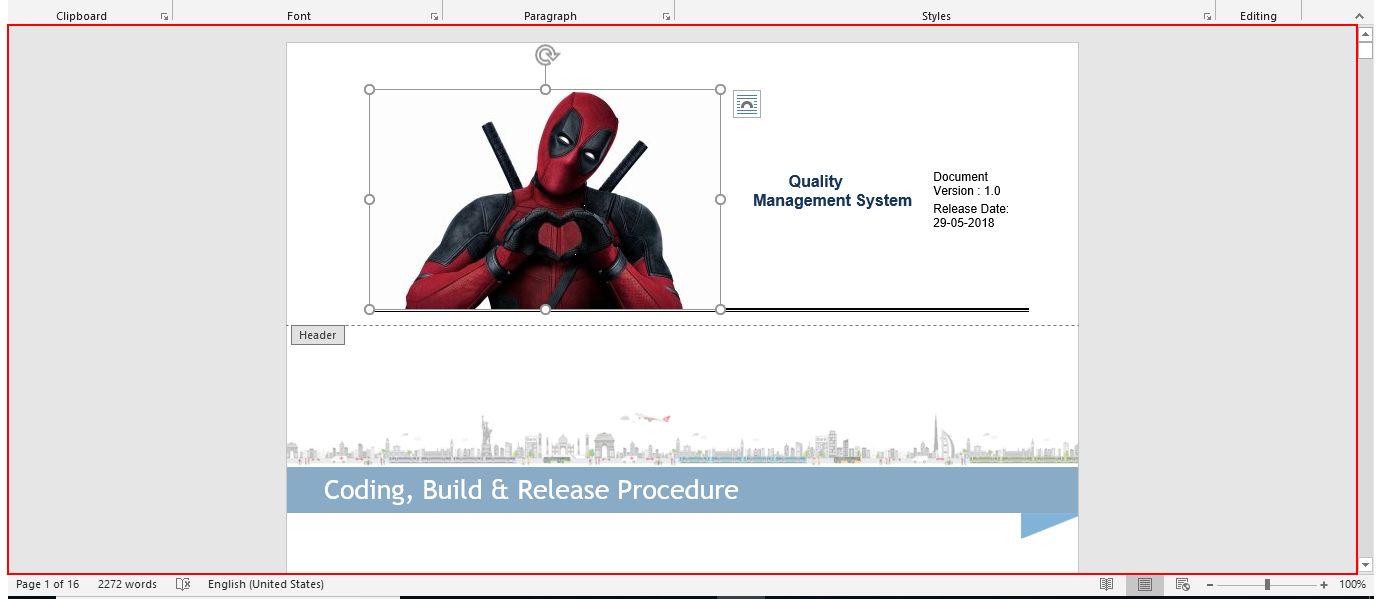 Clipboard
Font
Paragraph
Styles
Editing
Quality
Management System
Document
Version : 1.0
Release Date:
29-05-2018
Header
Coding, Build & Release Procedure
Page 1 of 16
2272 words
English (United States)
100%